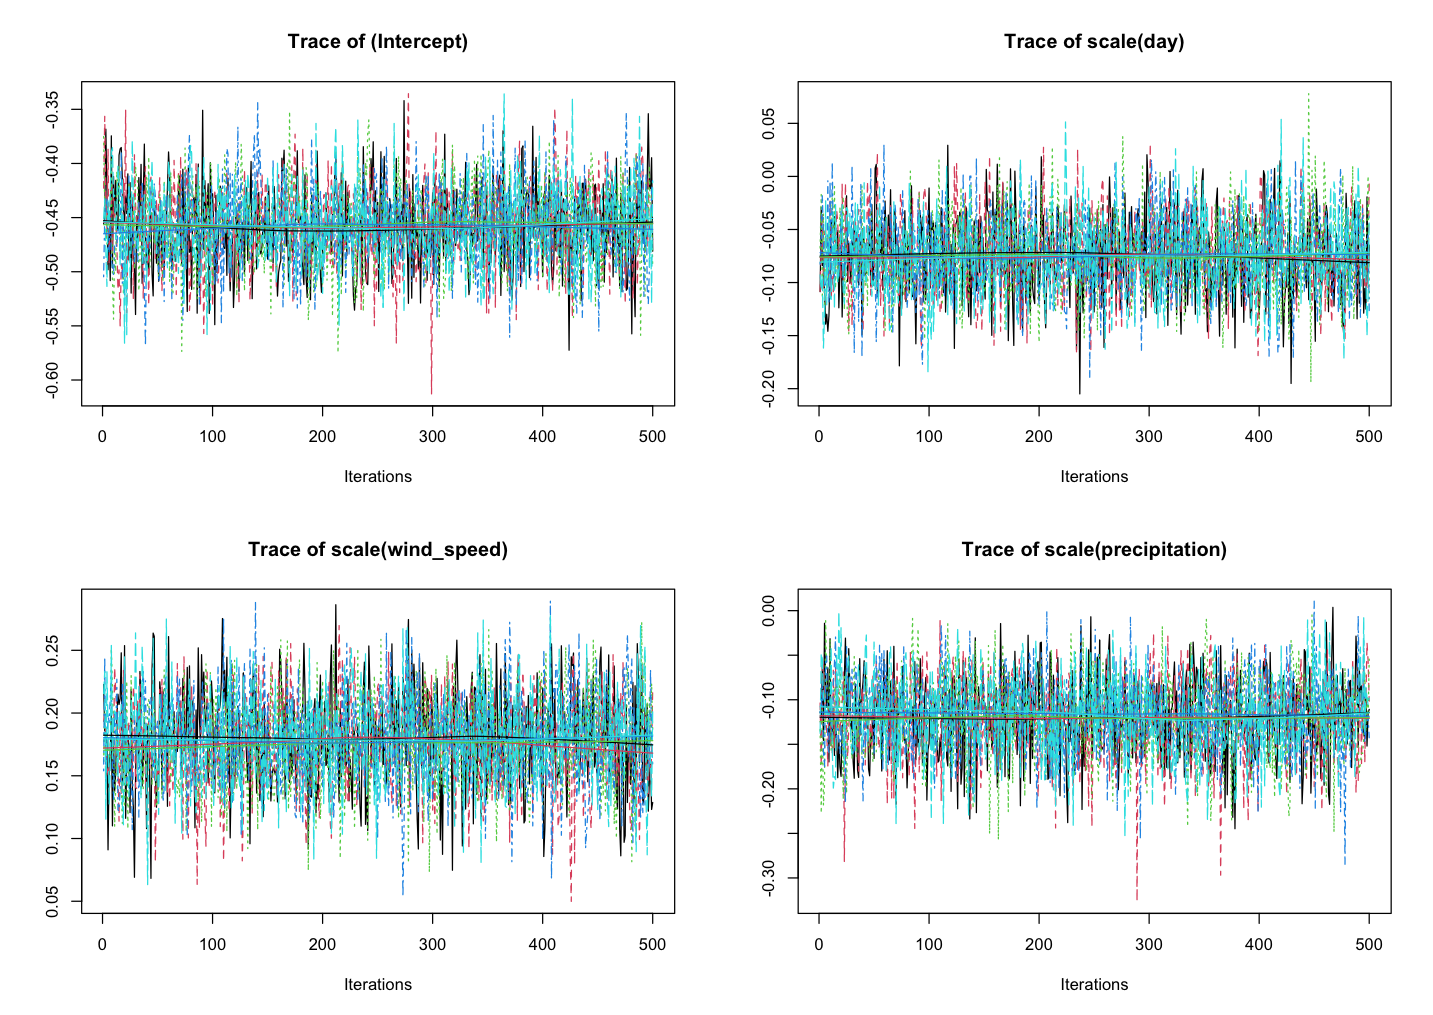 Trace of (Intercept)
-0.35
-0.40
-0.45
-0.50
-0.55
-0.60
0 100 200 300 400 500
Iterations
Trace of scale(day)
0.05
0.00
-0.05
-0.10
-0.15
-0.20
0 100 200 300 400 500
Iterations
Trace of scale(wind_speed)
0.25
0.20
0.15
0.10
0.05
0 100 200 300 400 500
Iterations
Trace of scale(precipitation)
0.00
-0.10
-0.20
-0.30
0 100 200 300 400 500
Iterations